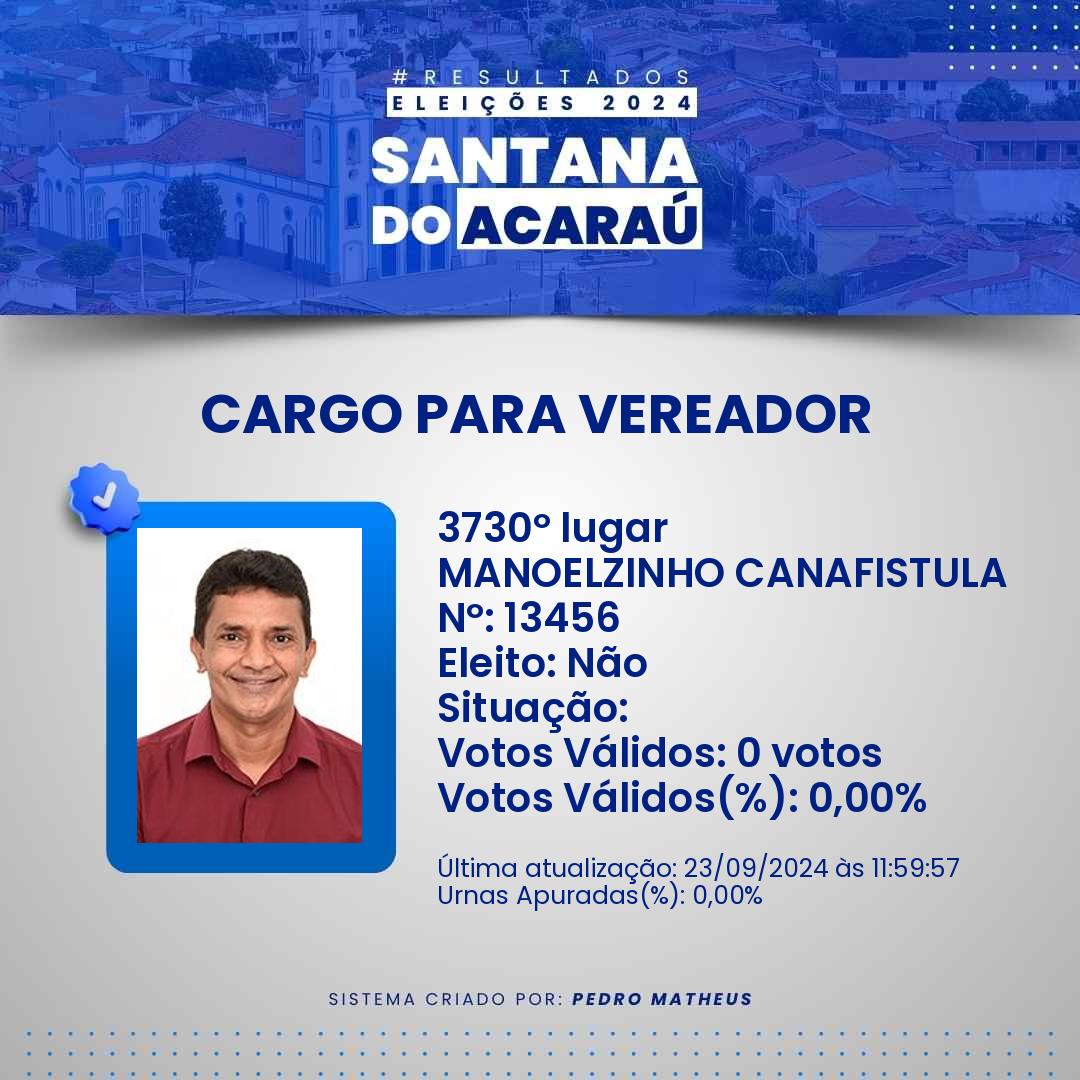 #RESULTADOS
ELEIÇÕES 2024
SANTANA
DO ACARAÚ
CARGO PARA VEREADOR
3730º lugar
MANOELZINHO CANAFISTULA
Nº: 13456
Eleito: Não
Situação:
Votos Válidos: 0 votos
Votos Válidos(%): 0,00%
Última atualização: 23/09/2024 às 11:59:57
Urnas Apuradas(%): 0,00%
SISTEMA CRIADO POR: PEDRO MATHEUS